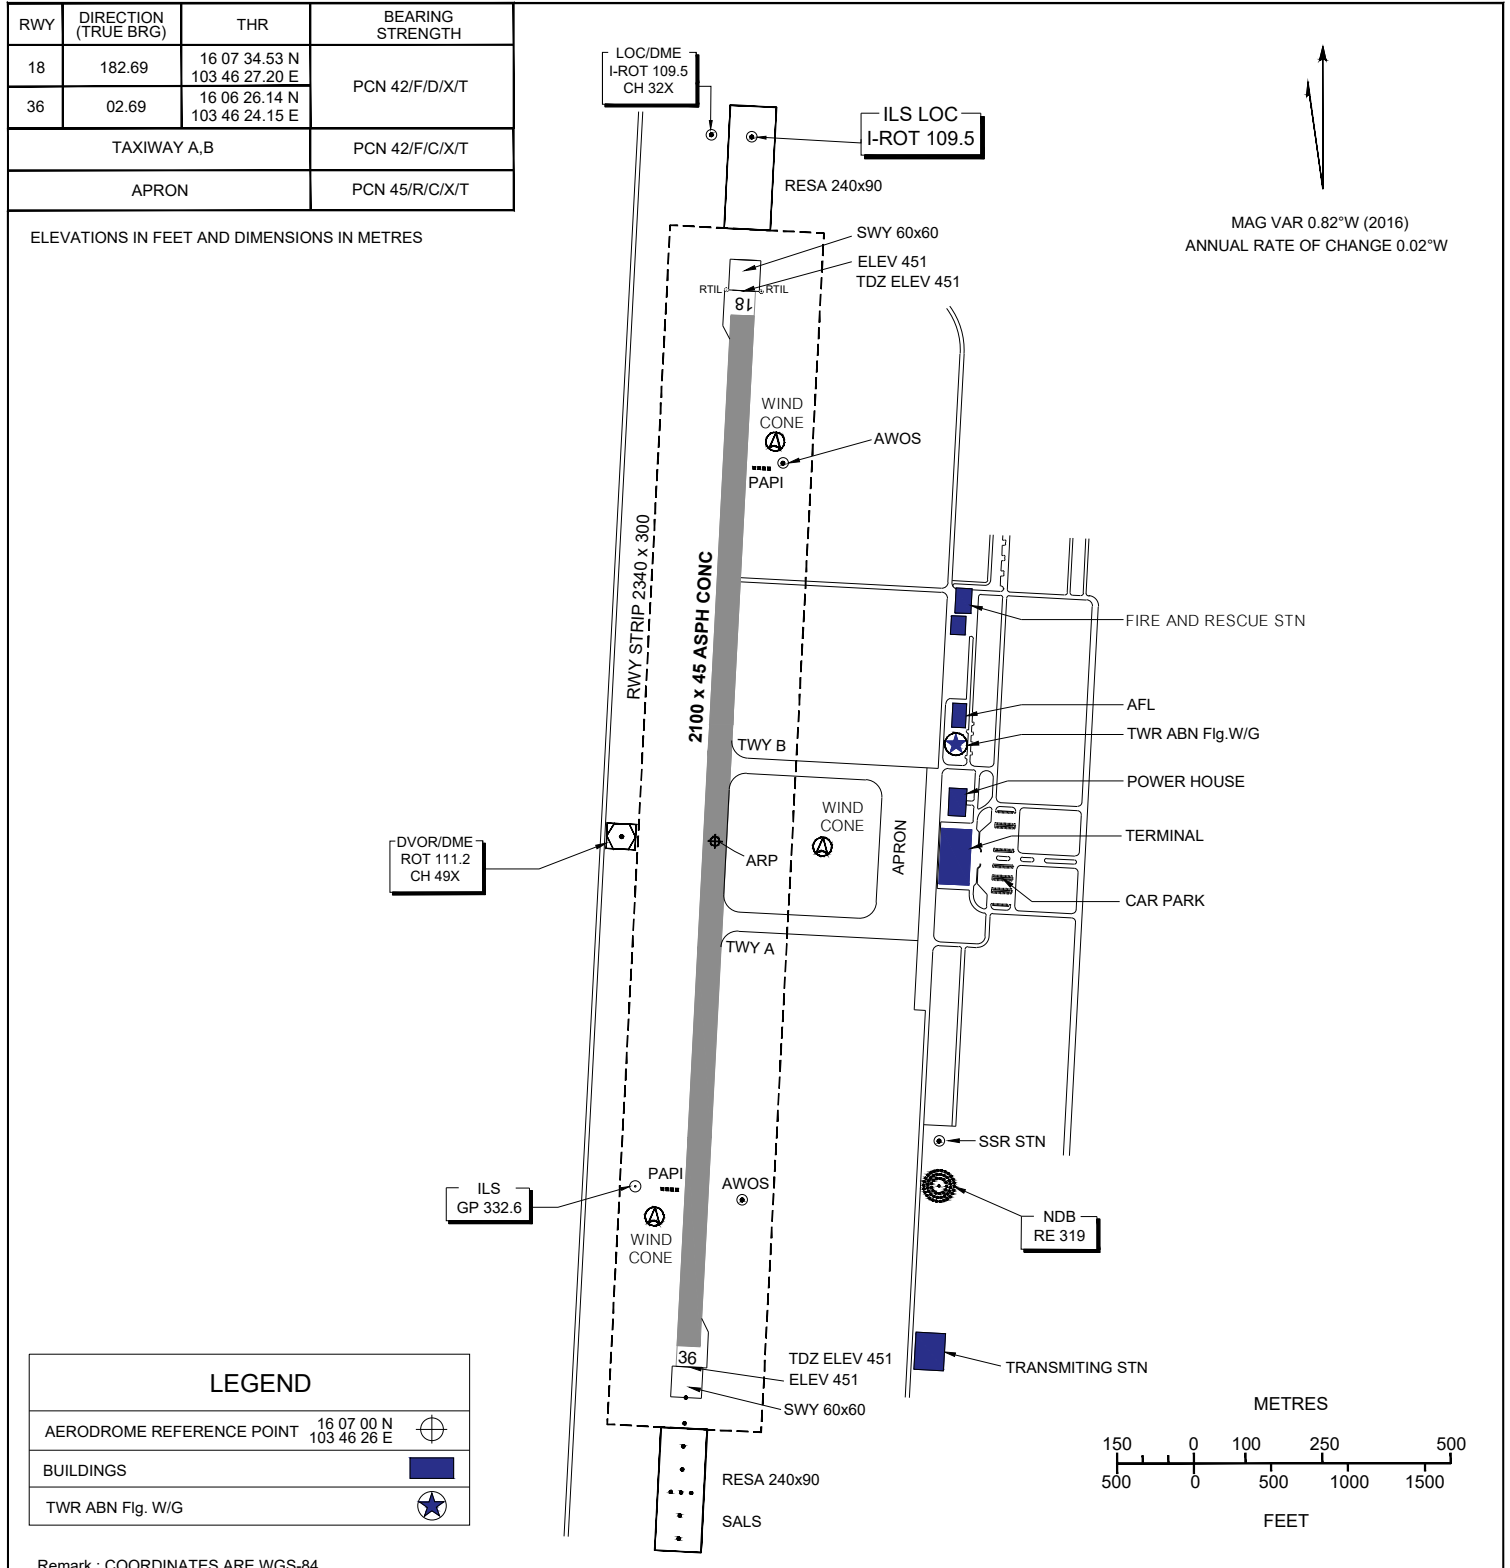 RWY
DIRECTION
(TRUE BRG)
THR
BEARING
STRENGTH
18
182.69
16 07 34.53 N
103 46 27.20 E
PCN 42/F/D/X/T
36
02.69
16 06 26.14 N
103 46 24.15 E
TAXIWAY A,B
PCN 42/F/C/X/T
APRON
PCN 45/R/C/X/T
ELEVATIONS IN FEET AND DIMENSIONS IN METRES
LOC/DME
I-ROT 109.5
CH 32X
ILS LOC
I-ROT 109.5
RESA 240x90
MAG VAR 0.82°W (2016)
ANNUAL RATE OF CHANGE 0.02°W
SWY 60x60
ELEV 451
TDZ ELEV 451
RTIL
RTIL
18
WIND
CONE
AWOS
PAPI
RWY STRIP 2340 x 300
2100 x 45 ASPH CONC
FIRE AND RESCUE STN
AFL
TWR ABN Flg.W/G
TWY B
POWER HOUSE
WIND
CONE
APRON
TERMINAL
DVOR/DME
ROT 111.2
CH 49X
ARP
CAR PARK
TWY A
SSR STN
PAPI
AWOS
ILS
GP 332.6
WIND
CONE
NDB
RE 319
36
TDZ ELEV 451
ELEV 451
TRANSMITING STN
SWY 60x60
RESA 240x90
SALS
LEGEND
AERODROME REFERENCE POINT
16 07 00 N
103 46 26 E
BUILDINGS
TWR ABN Flg. W/G
METRES
150 0 100 250 500
500 0 500 1000 1500
FEET
Remark : COORDINATES ARE WGS-84